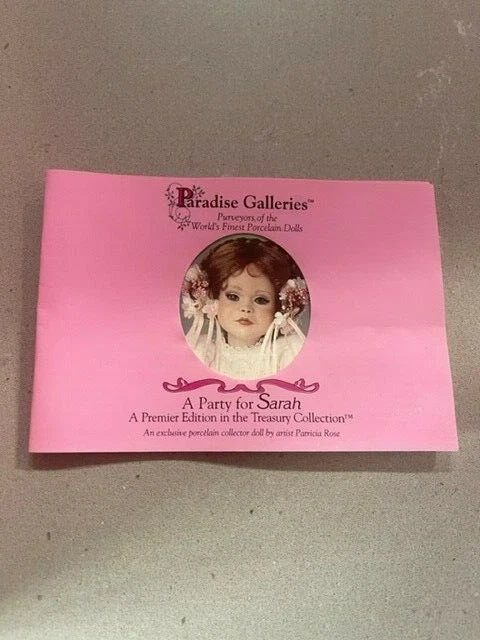 Paradise Galleries™
Purveyors of the
World's Finest Porcelain Dolls
A Party for Sarah
A Premier Edition in the Treasury Collection™
An exclusive porcelain collector doll by artist Patricia Rose